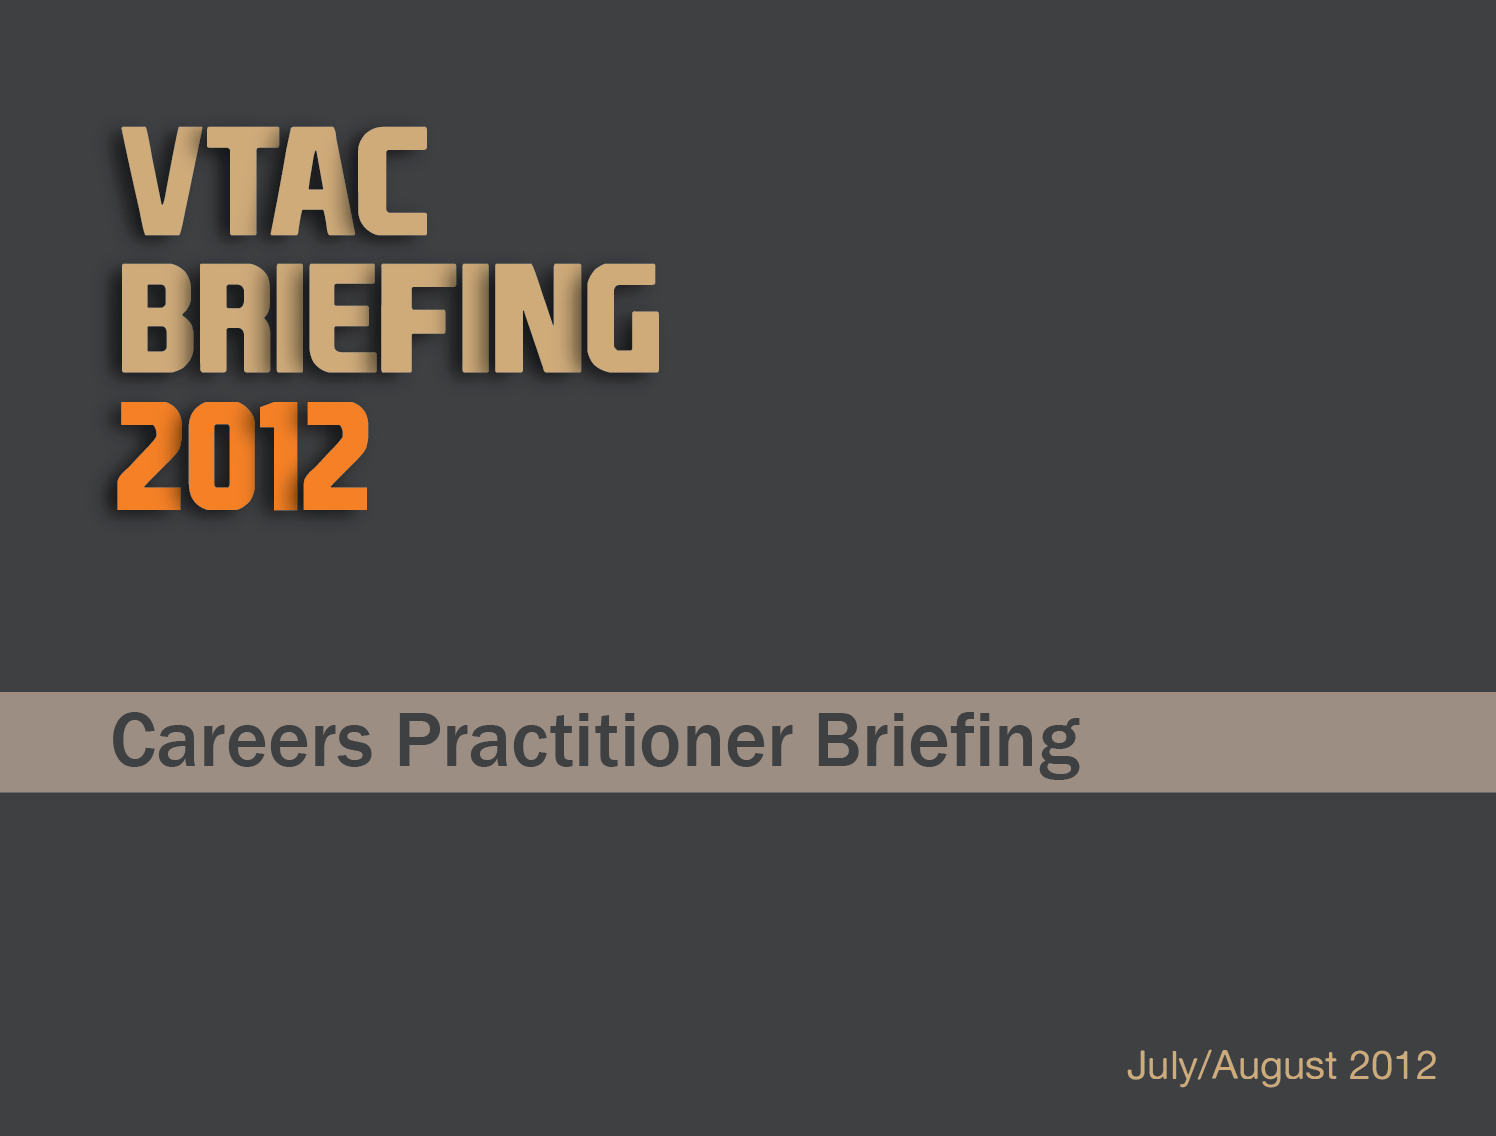 VTAC
BRIEFING
2012
Careers Practitioner Briefing
July/August 2012